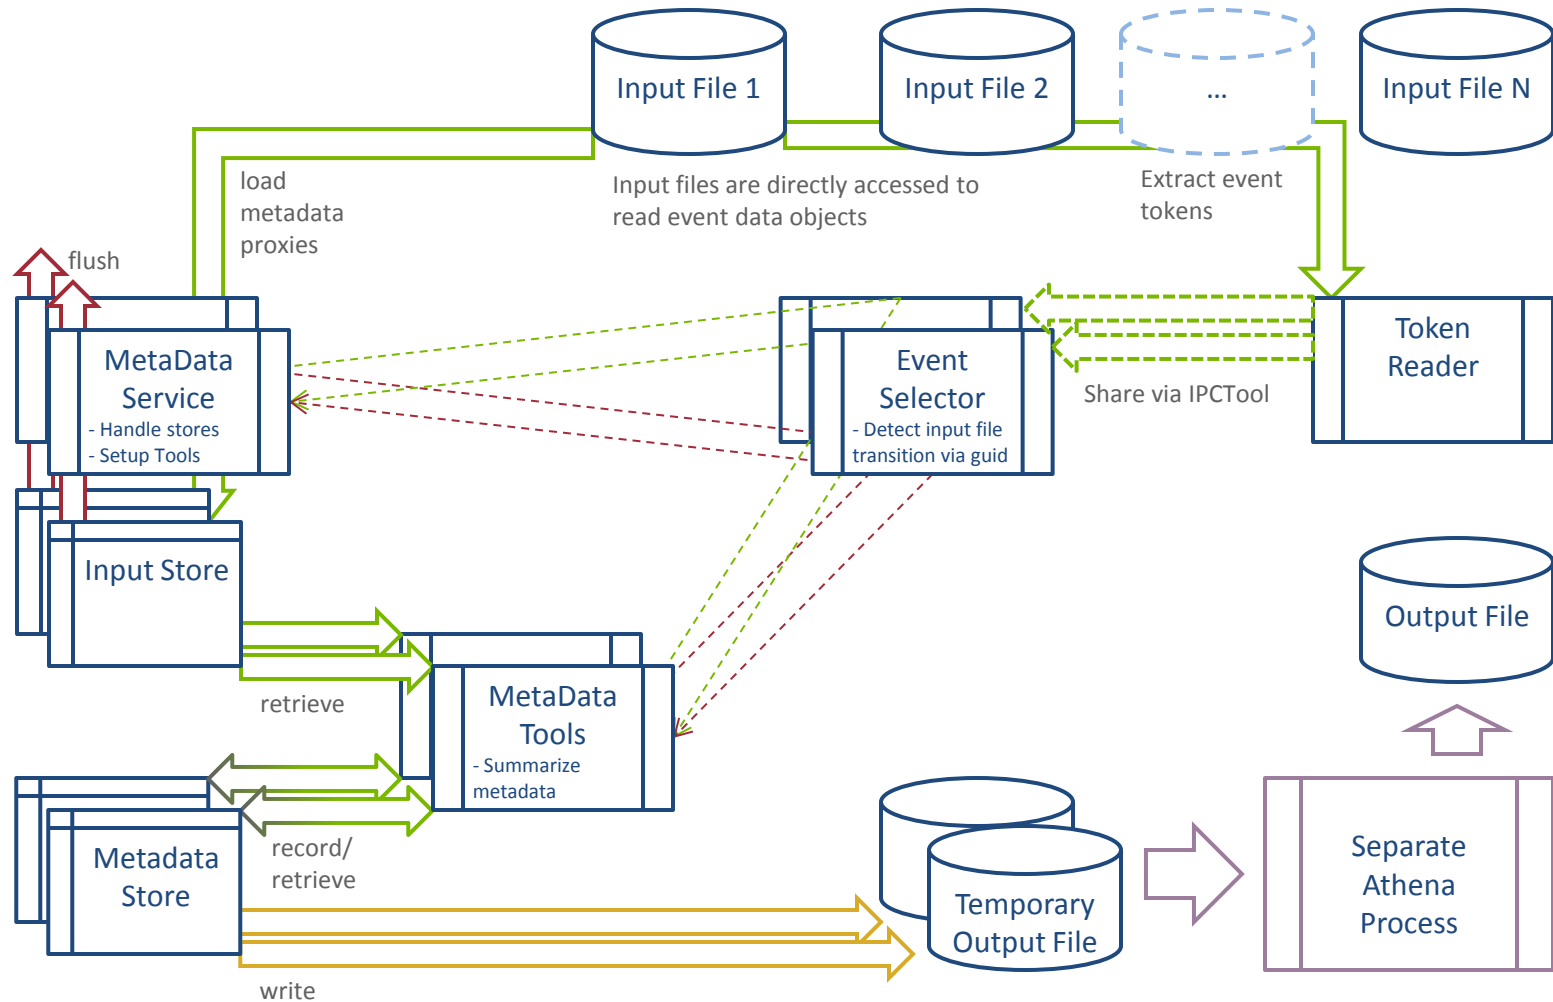 Input File 1
Input File 2
...
Input File N
load
metadata
proxies
Input files are directly accessed to
read event data objects
Extract event
tokens
flush
MetaData
Service
- Handle stores
- Setup Tools
Event
Selector
- Detect input file
transition via guid
Share via IPCTool
Token
Reader
Input Store
retrieve
MetaData
Tools
- Summarize
metadata
Output File
Metadata
Store
record/
retrieve
write
Temporary
Output File
Separate
Athena
Process